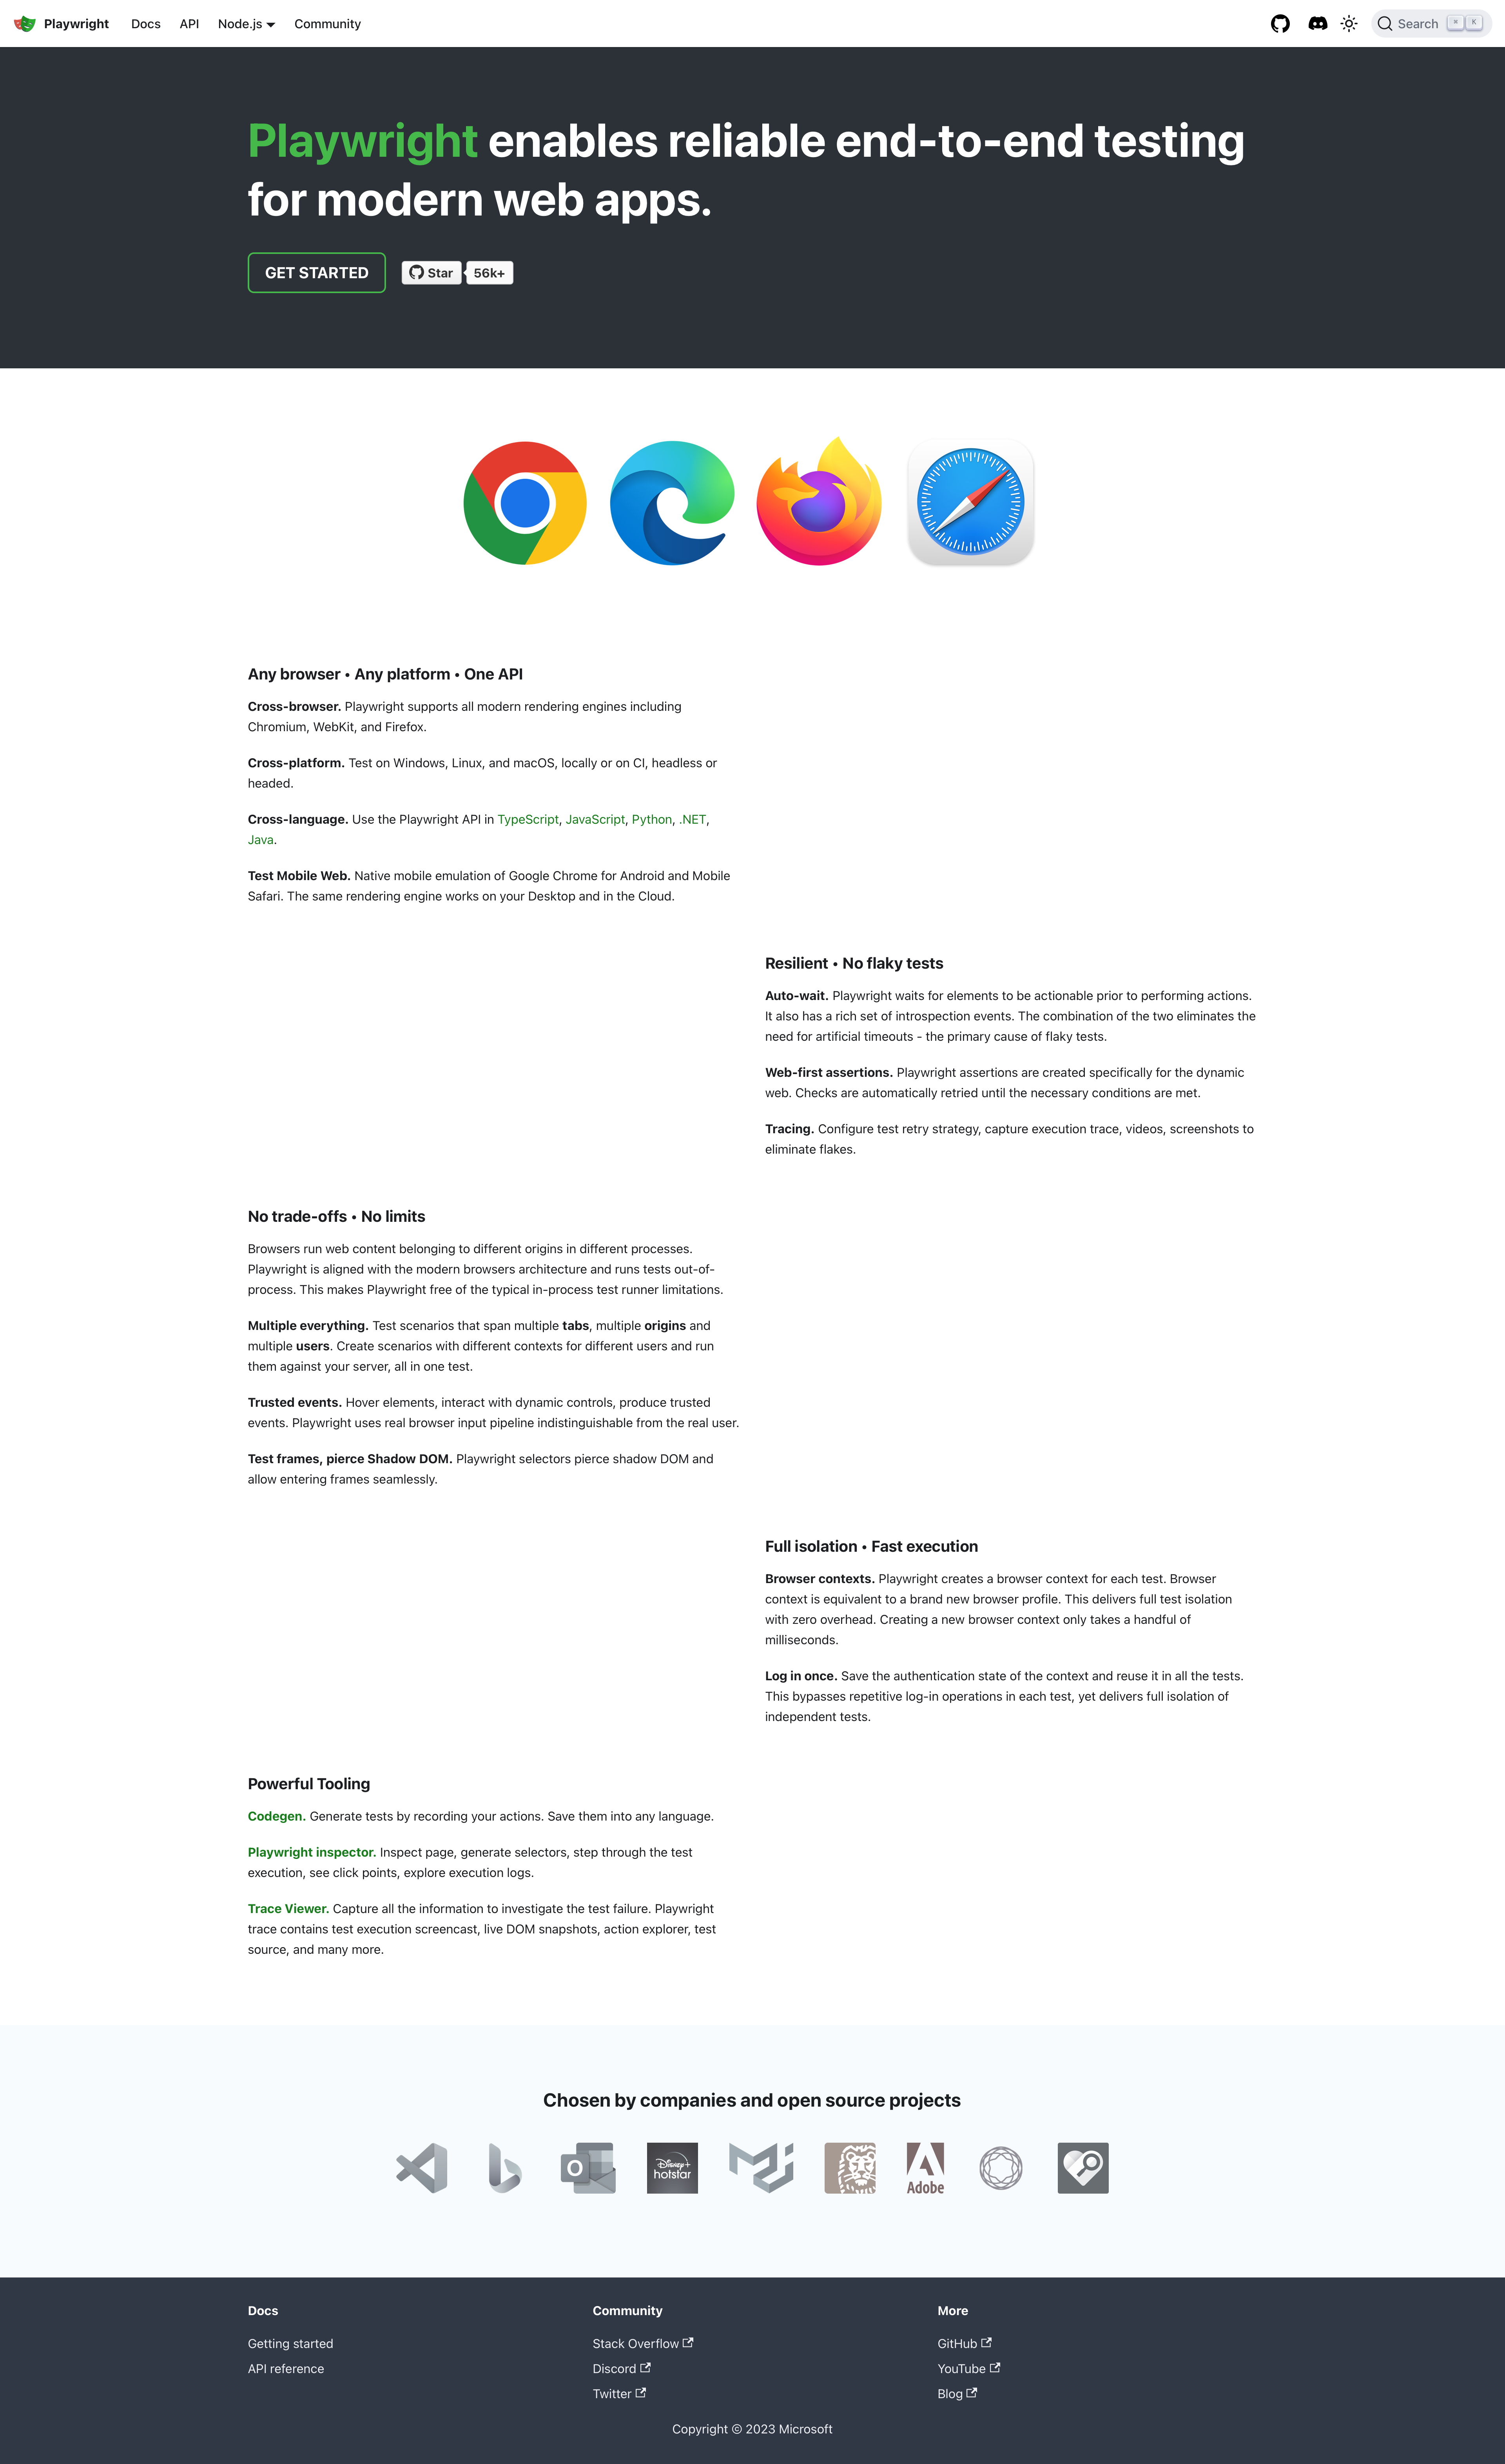 Playwright Docs API Node.js Community Search ⌘ K
Playwright enables reliable end-to-end testing
for modern web apps.
GET STARTED Star 56k+
Any browser • Any platform • One API
Cross-browser. Playwright supports all modern rendering engines including
Chromium, WebKit, and Firefox.
Cross-platform. Test on Windows, Linux, and macOS, locally or on CI, headless or
headed.
Cross-language. Use the Playwright API in TypeScript, JavaScript, Python, .NET,
Java.
Test Mobile Web. Native mobile emulation of Google Chrome for Android and Mobile
Safari. The same rendering engine works on your Desktop and in the Cloud.
Resilient • No flaky tests
Auto-wait. Playwright waits for elements to be actionable prior to performing actions.
It also has a rich set of introspection events. The combination of the two eliminates the
need for artificial timeouts - the primary cause of flaky tests.
Web-first assertions. Playwright assertions are created specifically for the dynamic
web. Checks are automatically retried until the necessary conditions are met.
Tracing. Configure test retry strategy, capture execution trace, videos, screenshots to
eliminate flakes.
No trade-offs • No limits
Browsers run web content belonging to different origins in different processes.
Playwright is aligned with the modern browsers architecture and runs tests out-of-
process. This makes Playwright free of the typical in-process test runner limitations.
Multiple everything. Test scenarios that span multiple tabs, multiple origins and
multiple users. Create scenarios with different contexts for different users and run
them against your server, all in one test.
Trusted events. Hover elements, interact with dynamic controls, produce trusted
events. Playwright uses real browser input pipeline indistinguishable from the real user.
Test frames, pierce Shadow DOM. Playwright selectors pierce shadow DOM and
allow entering frames seamlessly.
Full isolation • Fast execution
Browser contexts. Playwright creates a browser context for each test. Browser
context is equivalent to a brand new browser profile. This delivers full test isolation
with zero overhead. Creating a new browser context only takes a handful of
milliseconds.
Log in once. Save the authentication state of the context and reuse it in all the tests.
This bypasses repetitive log-in operations in each test, yet delivers full isolation of
independent tests.
Powerful Tooling
Codegen. Generate tests by recording your actions. Save them into any language.
Playwright inspector. Inspect page, generate selectors, step through the test
execution, see click points, explore execution logs.
Trace Viewer. Capture all the information to investigate the test failure. Playwright
trace contains test execution screencast, live DOM snapshots, action explorer, test
source, and many more.
Chosen by companies and open source projects
O
Disney+
hotstar
Adobe
Docs
Getting started
API reference
Community
Stack Overflow
Discord
Twitter
More
GitHub
YouTube
Blog
Copyright © 2023 Microsoft